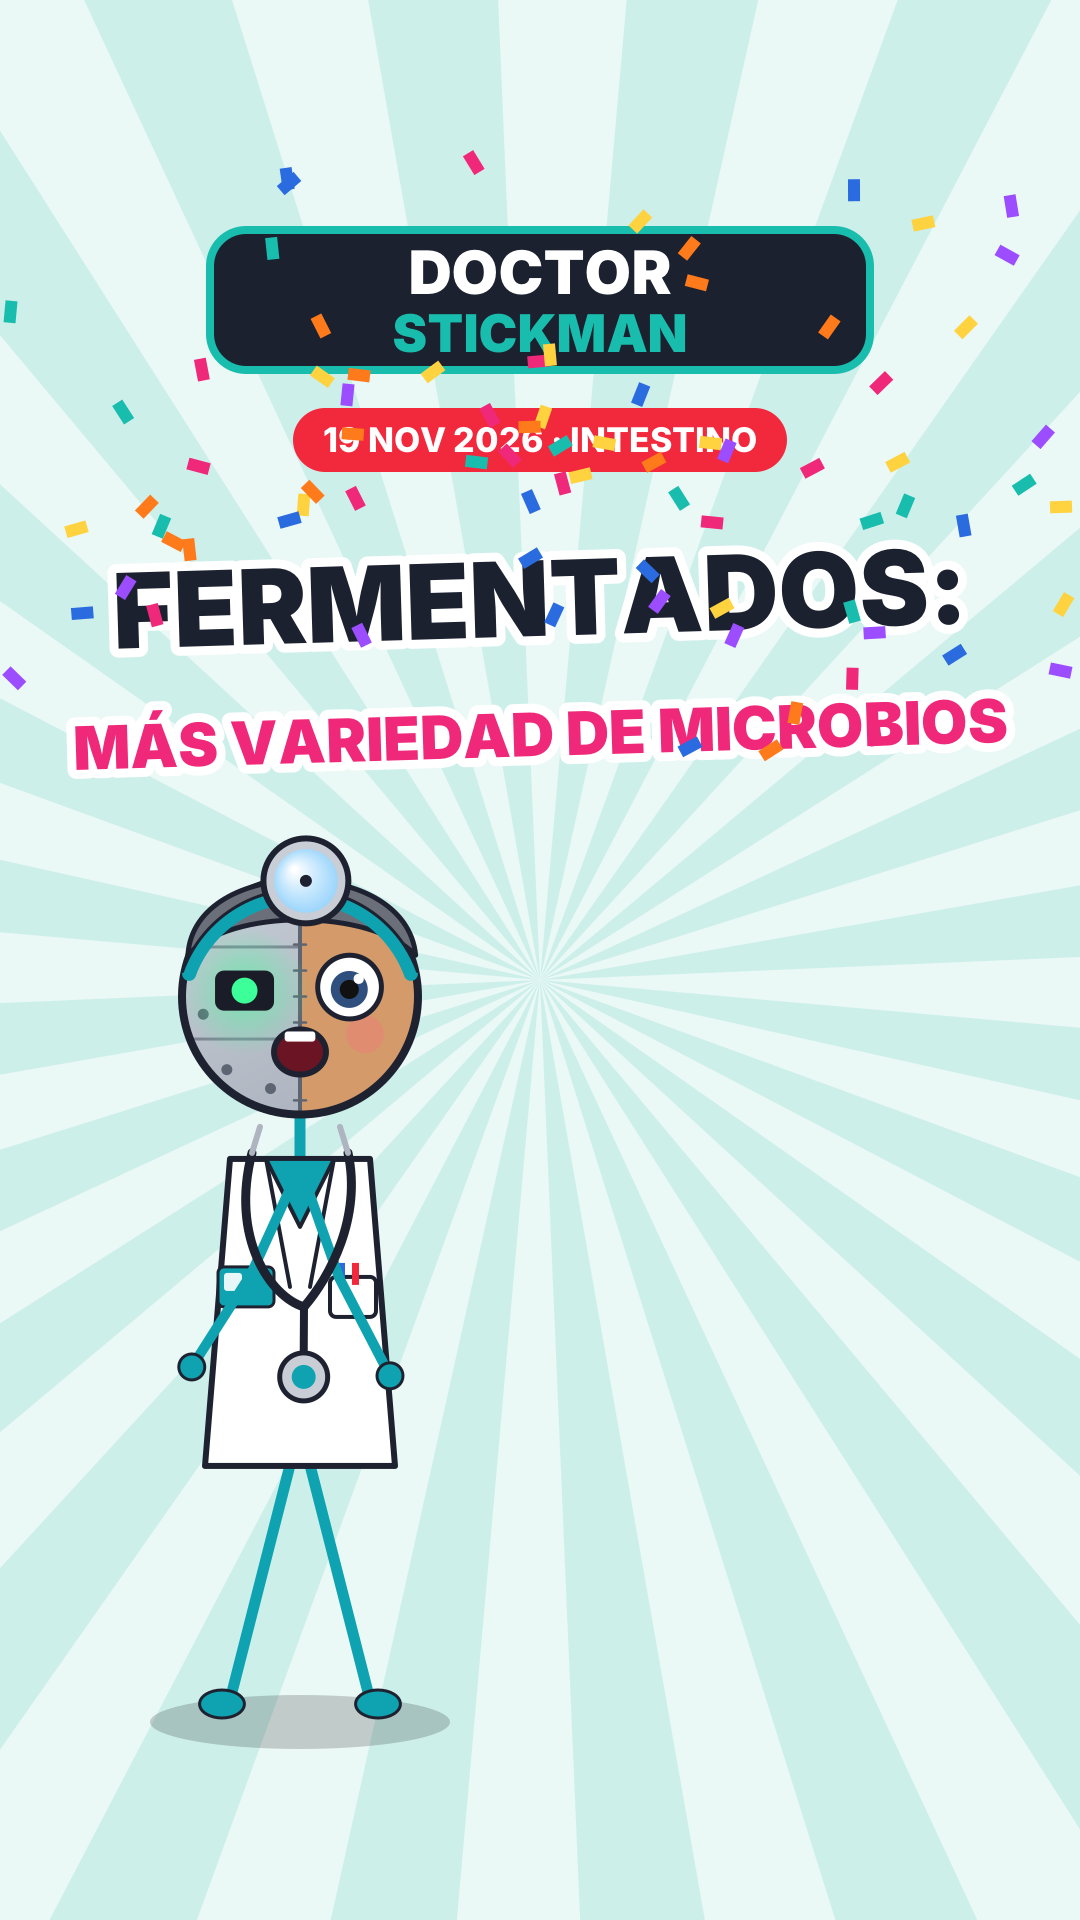 DOCTOR
STICKMAN
19 NOV 2026 · INTESTINO
FERMENTADOS:
MÁS VARIEDAD DE MICROBIOS